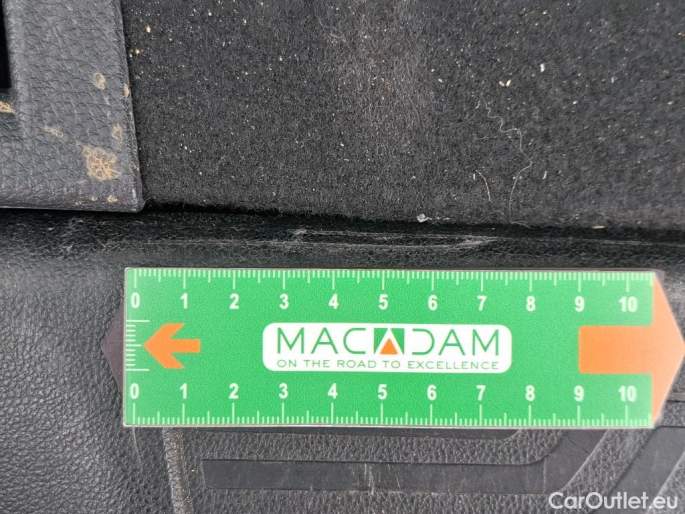 0 1 2 3 4 5 6 7 8 9 10
MACADAM
ON THE ROAD TO EXCELLENCE
0 1 2 3 4 5 6 7 8 9 10
CarOutlet.eu